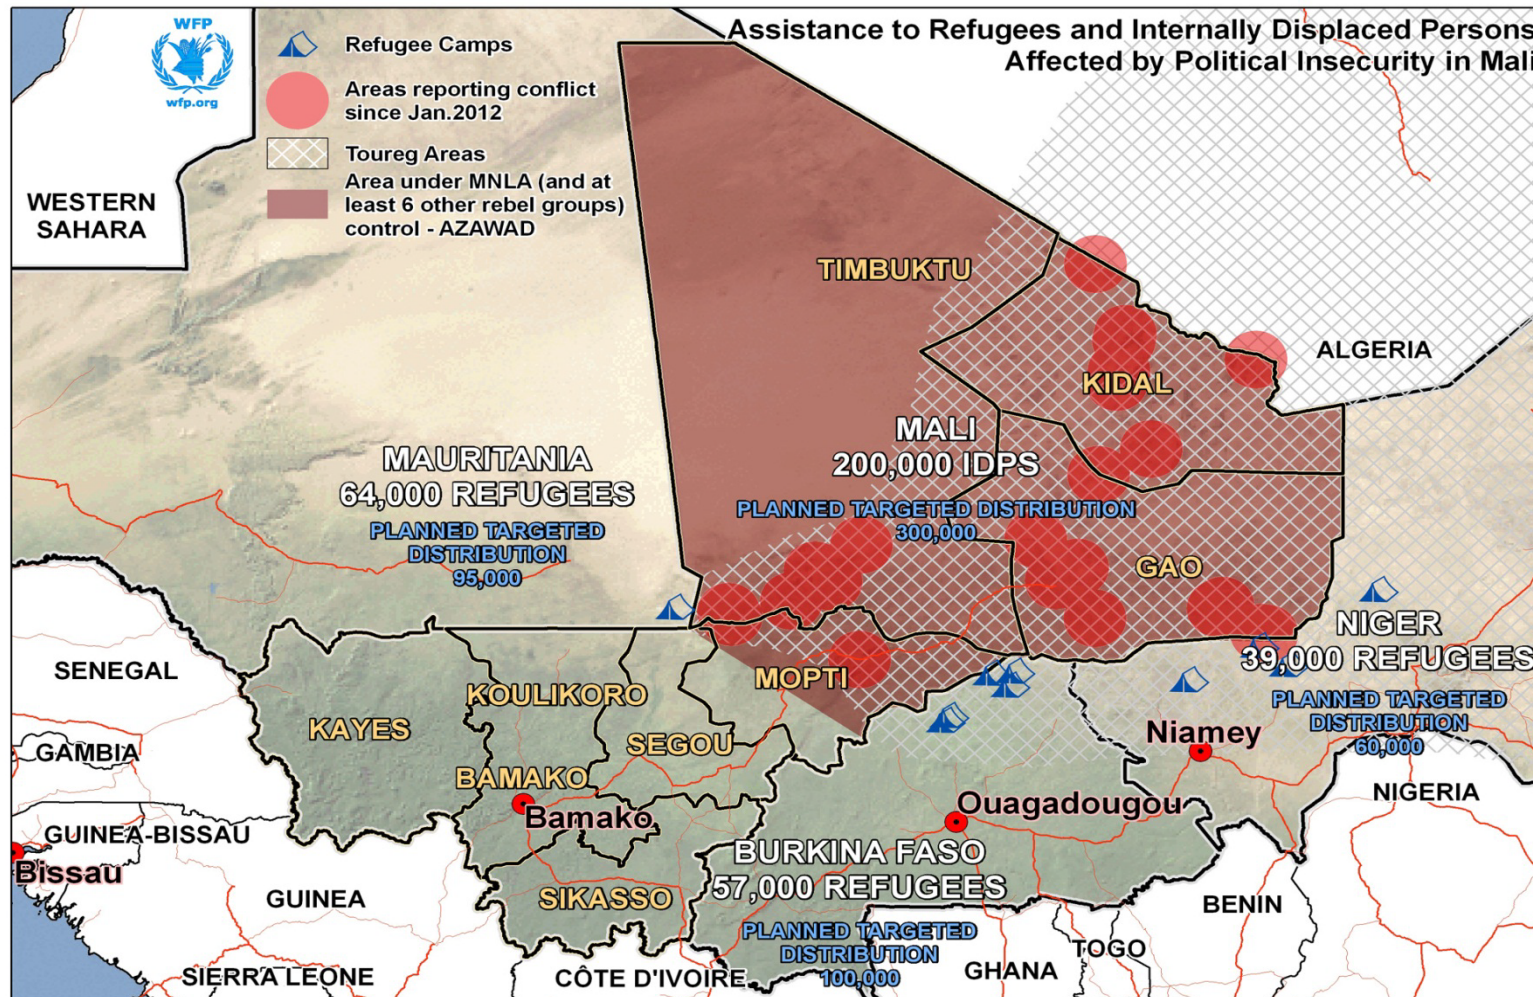 WFP
wfp.org
Refugee Camps
Areas reporting conflict
since Jan.2012
Toureg Areas
Area under MNLA (and at
least 6 other rebel groups)
control - AZAWAD
Assistance to Refugees and Internally Displaced Persons
Affected by Political Insecurity in Mali
WESTERN
SAHARA
TIMBUKTU
ALGERIA
KIDAL
MAURITANIA
64,000 REFUGEES
PLANNED TARGETED
DISTRIBUTION
95,000
MALI
200,000 IDPS
PLANNED TARGETED DISTRIBUTION
300,000
GAO
NIGER
39,000 REFUGEES
PLANNED TARGETED
DISTRIBUTION
60,000
SENEGAL
KOULIKORO
MOPTI
KAYES
SEGOU
Niamey
GAMBIA
BAMAKO
Bamako
Ouagadougou
NIGERIA
GUINEA-BISSAU
Bissau
BURKINA FASO
57,000 REFUGEES
PLANNED TARGETED
DISTRIBUTION
100,000
GUINEA
SIKASSO
BENIN
TOGO
GHANA
SIERRA LEONE
CÔTE D'IVOIRE